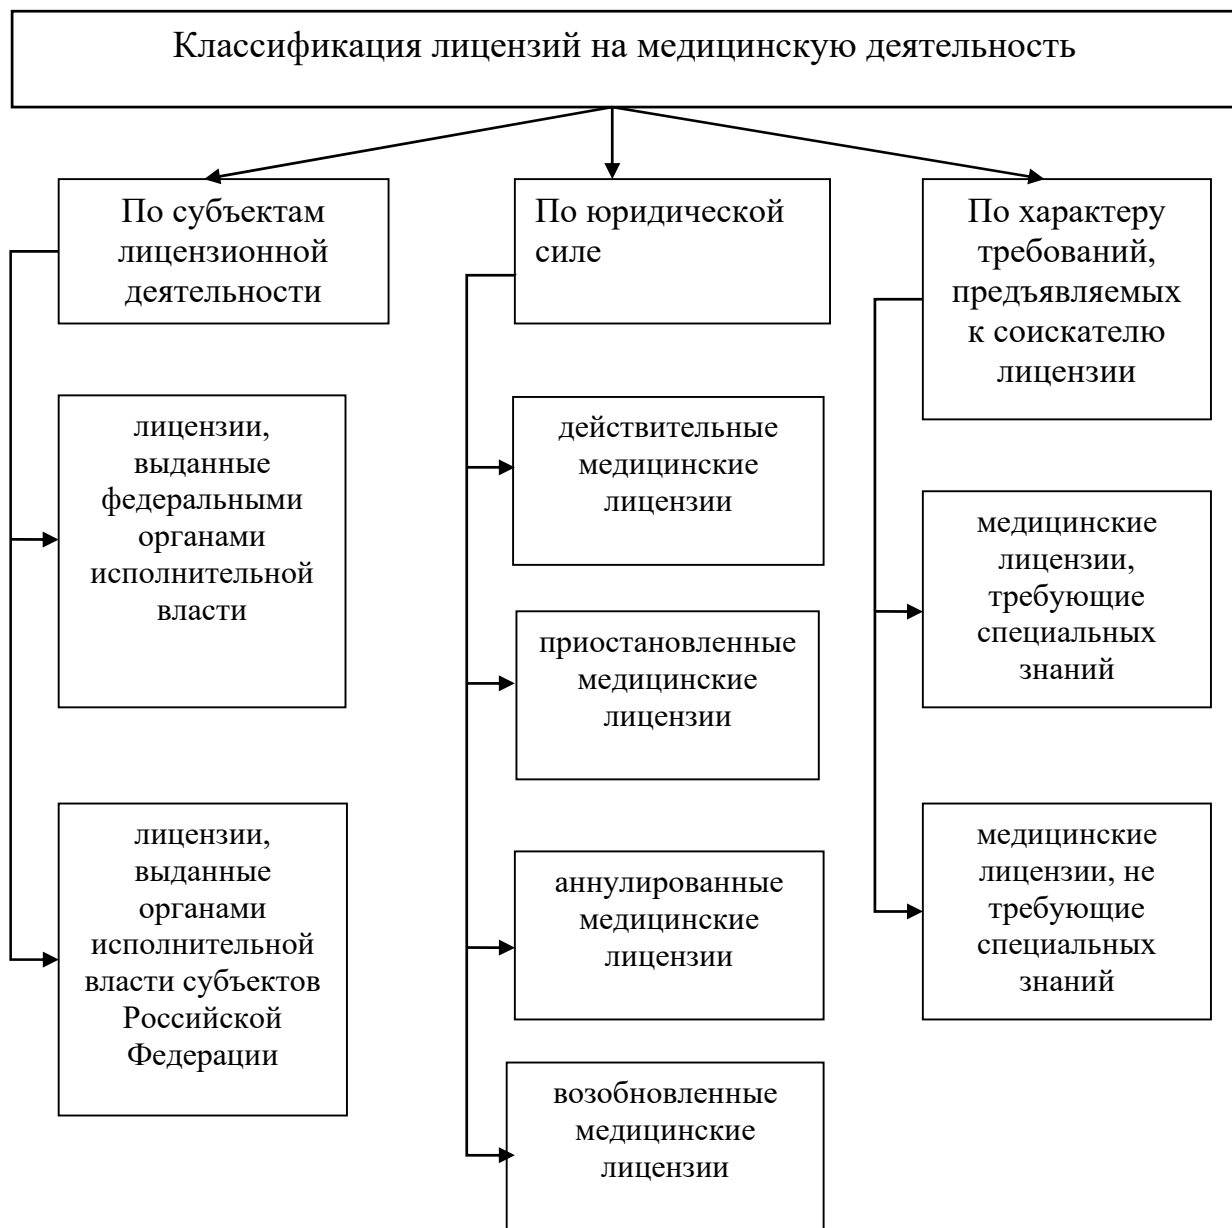 Классификация лицензий на медицинскую деятельность
По субъектам
лицензионной
деятельности
лицензии,
выданные
федеральными
органами
исполнительной
власти
лицензии,
выданные
органами
исполнительной
власти субъектов
Российской
Федерации
По юридической
силе
действительные
медицинские
лицензии
приостановленные
медицинские
лицензии
аннулированные
медицинские
лицензии
возобновленные
медицинские
лицензии
По характеру
требований,
предъявляемых
к соискателю
лицензии
медицинские
лицензии,
требующие
специальных
знаний
медицинские
лицензии, не
требующие
специальных
знаний